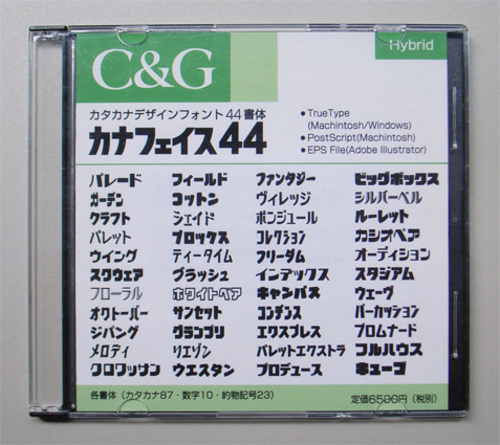 Hybrid
C&G
カタカナデザインフォント44書体
カナフェイス44
•TrueType
(Machintosh/Windows)
•PostScript(Machintosh)
•EPS File(Adobe Illustrator)
パレード フィールド ファンタジー ビッグボックス
ガーデン コットン ヴィレッジ シルバーベル
クラフト シェイド ボンジュール ルーレット
パレット ブロックス コレクション カシオペア
ウイング ティータイム フリーダム オーディション
スクウェア ブラッシュ インデックス スタジアム
フローラル ホワイトベア キャンパス ウェーヴ
オクトーバー サンセット コンデンス パーカッション
ジパング グランプリ エクスプレス プロムナード
メロディ リエゾン パレットエクストラ フルハウス
クロワッサン ウエスタン プロデュース キューブ
各書体（カタカナ87・数字10・約物記号23）
定価6500円（税別）